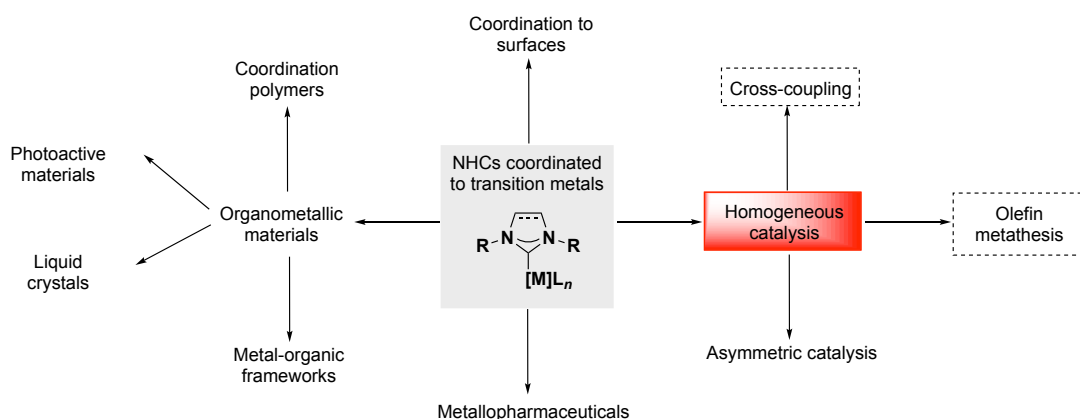 Coordination to
surfaces
Coordination
polymers
Cross-coupling
Photoactive
materials
NHCs coordinated
to transition metals
Organometallic
materials
Homogeneous
catalysis
Olefin
metathesis
R N N R
[M]Ln
Liquid
crystals
Metal-organic
frameworks
Asymmetric catalysis
Metallopharmaceuticals